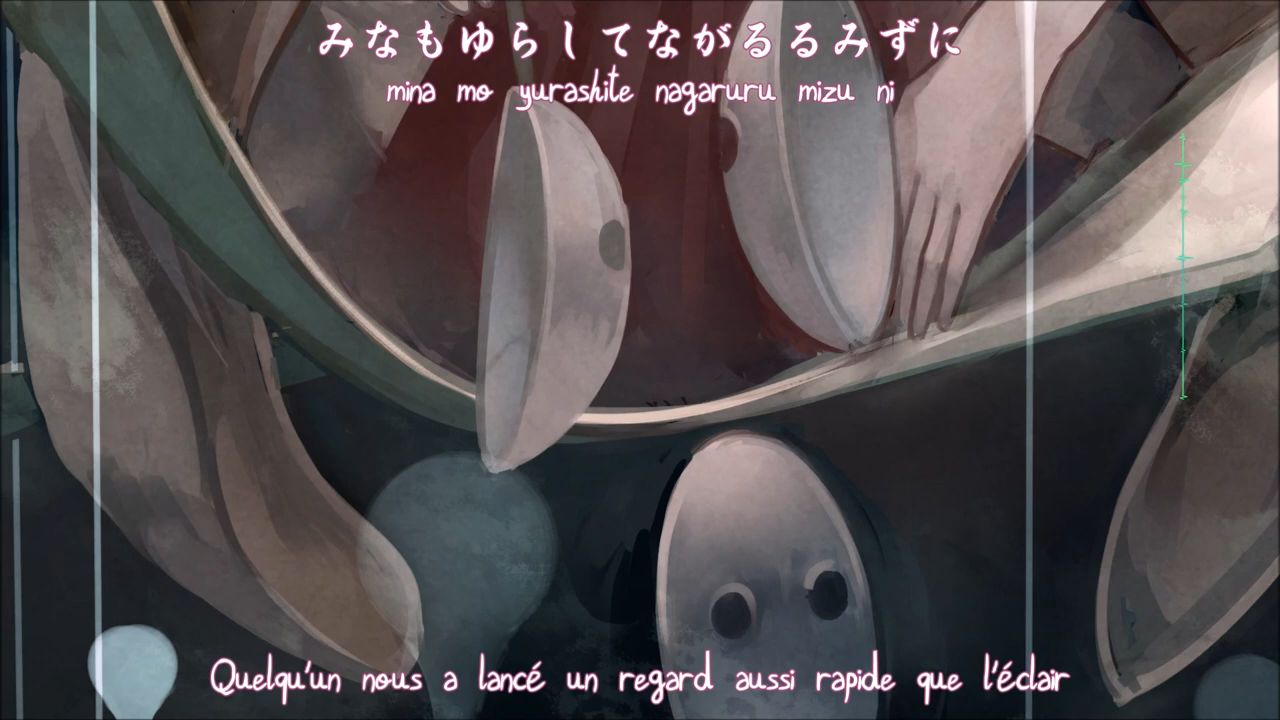 みなもゆらしてながるるみずに
mina mo yurashite nagaruru mizu ni
Quelqu'un nous a lancé un regard aussi rapide que l'éclair